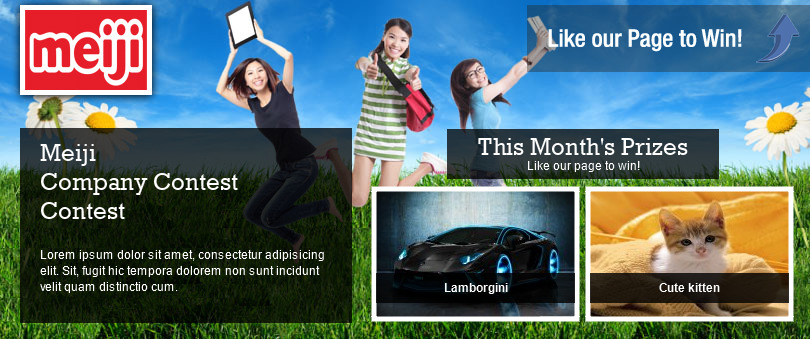 meiji
Like our Page to Win!
Meiji
Company Contest
Contest
Lorem ipsum dolor sit amet, consectetur adipisicing
elit. Sit, fugit hic tempora dolorem non sunt incidunt
velit quam distinctio cum.
This Month's Prizes
Like our page to win!
Lamborgini
Cute kitten